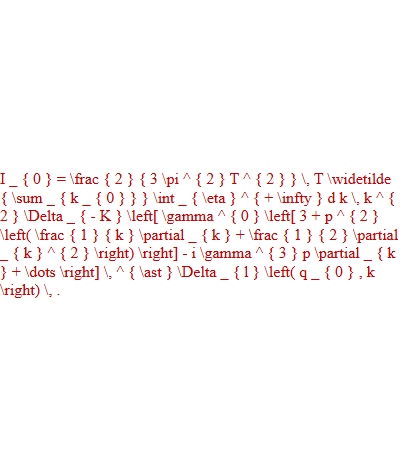 I _ { 0 } = \frac { 2 } { 3 \pi ^ { 2 } T ^ { 2 } } \, T \widetilde
{ \sum _ { k _ { 0 } } } \int _ { \eta } ^ { + \infty } d k \, k ^ {
2 } \Delta _ { - K } \left[ \gamma ^ { 0 } \left[ 3 + p ^ { 2 }
\left( \frac { 1 } { k } \partial _ { k } + \frac { 1 } { 2 } \partial
_ { k } ^ { 2 } \right) \right] - i \gamma ^ { 3 } p \partial _ { k
} + \dots \right] \, ^ { \ast } \Delta _ { 1 } \left( q _ { 0 } , k
\right) \, .